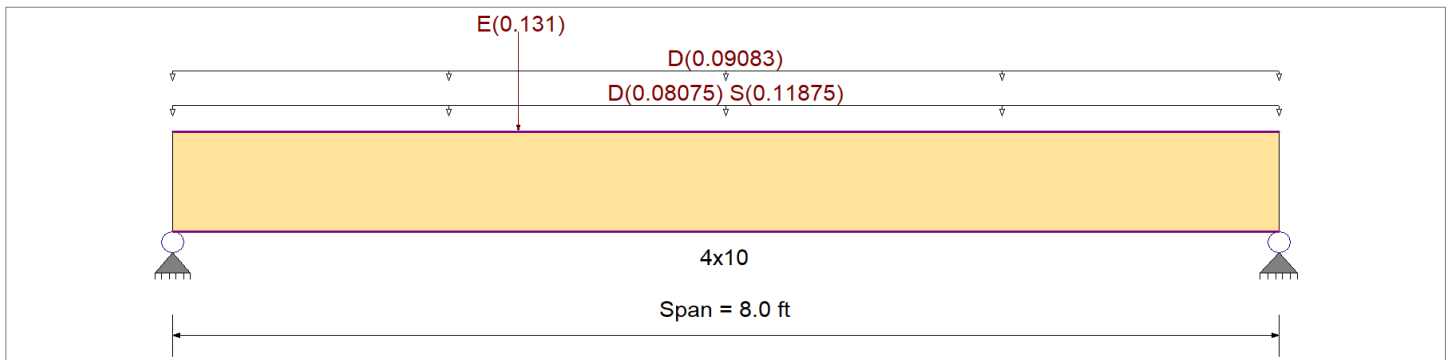 E(0.131)
D(0.09083)
D(0.08075) S(0.11875)
4x10
Span = 8.0 ft